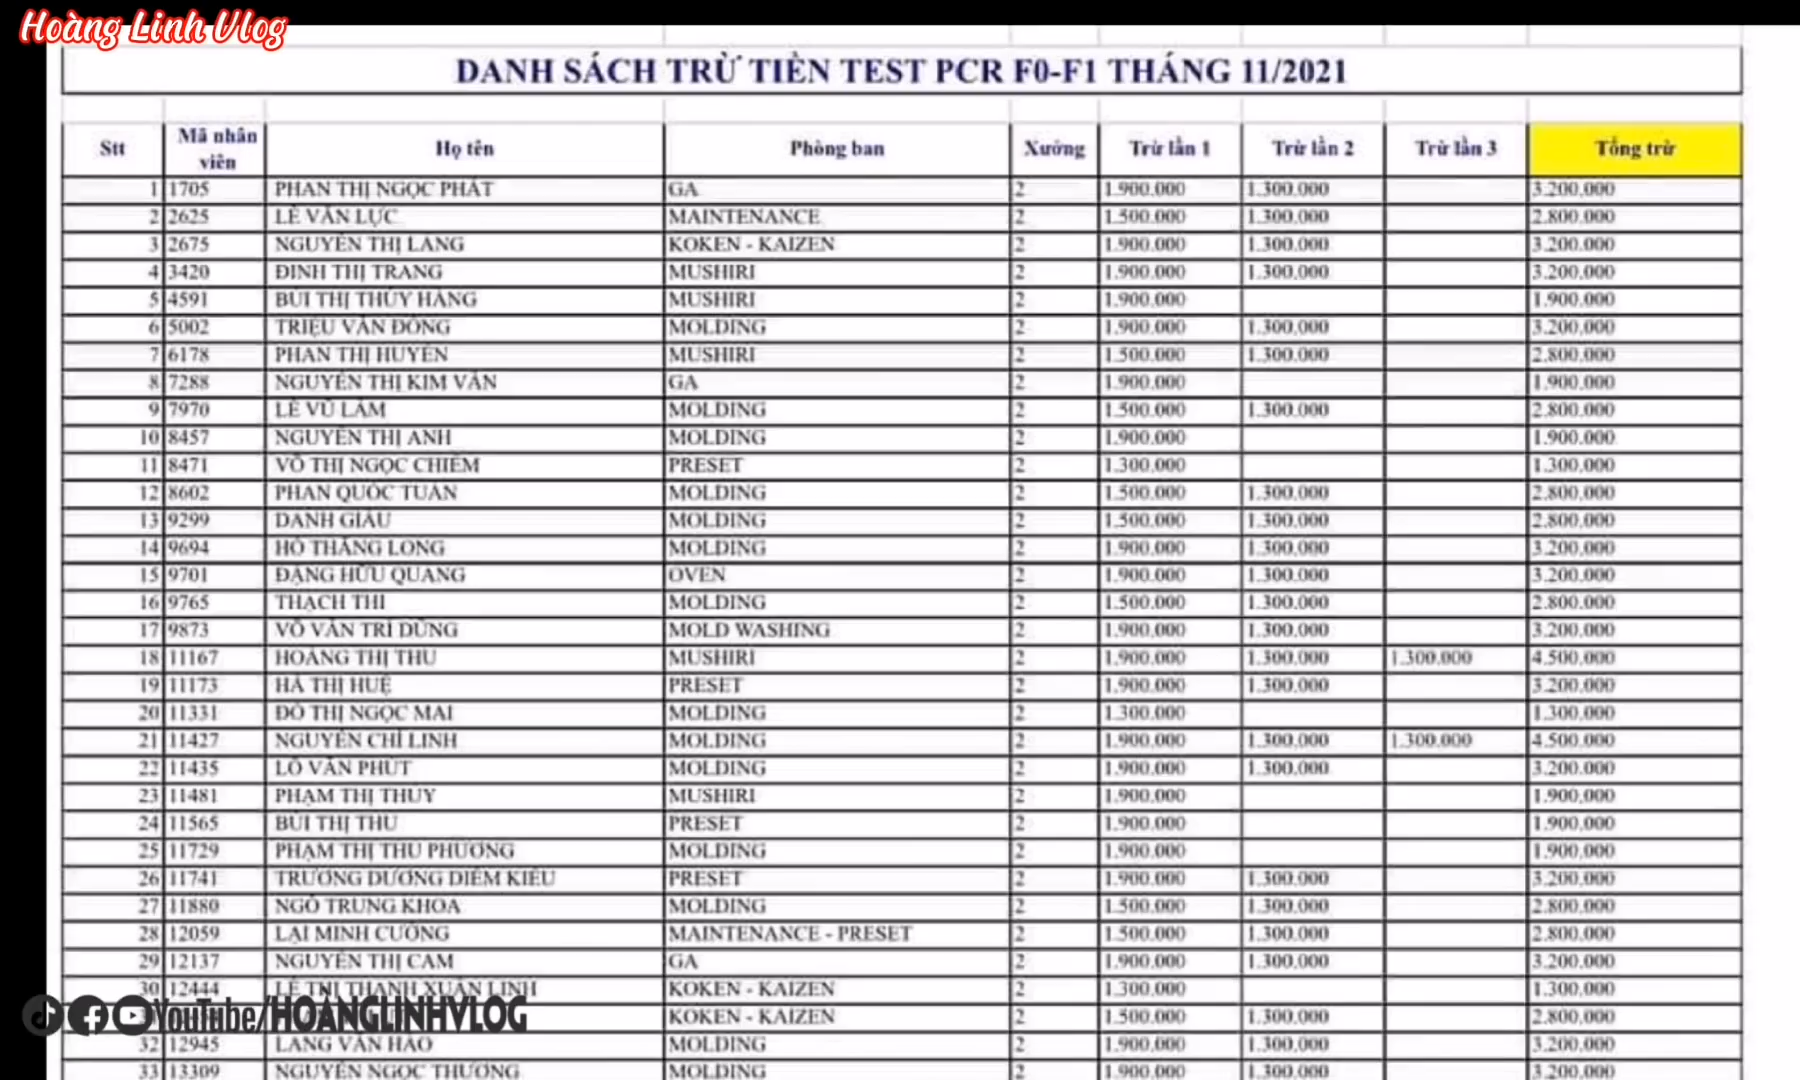 Hoàng Linh Vlog
DANH SÁCH TRỪ TIỀN TEST PCR F0-F1 THÁNG 11/2021
Stt Mã nhân viên Họ tên Phòng ban Xưởng Trừ lần 1 Trừ lần 2 Trừ lần 3 Tổng trừ
1 1705 PHAN THỊ NGỌC PHÁT GA 2 1.900.000 1.300.000 3.200.000
2 2625 LÊ VĂN LỰC MAINTENANCE 2 1.500.000 1.300.000 2.800.000
3 2675 NGUYỄN THỊ LANG KOKEN - KAIZEN 2 1.900.000 1.300.000 3.200.000
4 3420 ĐINH THỊ TRANG MUSHIRI 2 1.900.000 1.300.000 3.200.000
5 4591 BÙI THỊ THÚY HẰNG MUSHIRI 2 1.900.000 1.900.000
6 5002 TRIỆU VĂN ĐÔNG MOLDING 2 1.900.000 1.300.000 3.200.000
7 6178 PHAN THỊ HUYỀN MUSHIRI 2 1.500.000 1.300.000 2.800.000
8 7288 NGUYỄN THỊ KIM VÂN GA 2 1.900.000 1.900.000
9 7970 LÊ VŨ LÂM MOLDING 2 1.500.000 1.300.000 2.800.000
10 8457 NGUYỄN THỊ ANH MOLDING 2 1.900.000 1.900.000
11 8471 VÕ THỊ NGỌC CHIÊM PRESET 2 1.300.000 1.300.000
12 8602 PHAN QUỐC TUẤN MOLDING 2 1.500.000 1.300.000 2.800.000
13 9299 DANH GIÀU MOLDING 2 1.500.000 1.300.000 2.800.000
14 9694 HỒ THĂNG LONG MOLDING 2 1.900.000 1.300.000 3.200.000
15 9701 ĐẶNG HỮU QUANG OVEN 2 1.900.000 1.300.000 3.200.000
16 9765 THẠCH THI MOLDING 2 1.500.000 1.300.000 2.800.000
17 9873 VÕ VĂN TRÍ DŨNG MOLD WASHING 2 1.900.000 1.300.000 3.200.000
18 11167 HOÀNG THỊ THU MUSHIRI 2 1.900.000 1.300.000 1.300.000 4.500.000
19 11173 HÀ THỊ HUỆ PRESET 2 1.900.000 1.300.000 3.200.000
20 11331 ĐỖ THỊ NGỌC MAI MOLDING 2 1.300.000 1.300.000
21 11427 NGUYỄN CHÍ LINH MOLDING 2 1.900.000 1.300.000 1.300.000 4.500.000
22 11435 LÔ VĂN PHÚT MOLDING 2 1.900.000 1.300.000 3.200.000
23 11481 PHẠM THỊ THUY MUSHIRI 2 1.900.000 1.900.000
24 11565 BÙI THỊ THU PRESET 2 1.900.000 1.900.000
25 11729 PHẠM THỊ THU PHƯƠNG MOLDING 2 1.900.000 1.900.000
26 11741 TRƯƠNG DƯƠNG DIỄM KIỀU PRESET 2 1.900.000 1.300.000 3.200.000
27 11880 NGÔ TRUNG KHOA MOLDING 2 1.500.000 1.300.000 2.800.000
28 12059 LẠI MINH CƯỜNG MAINTENANCE - PRESET 2 1.500.000 1.300.000 2.800.000
29 12137 NGUYỄN THỊ CAM GA 2 1.900.000 1.300.000 3.200.000
30 12444 LÊ THỊ THANH XUÂN LINH KOKEN - KAIZEN 2 1.300.000 1.300.000
KOKEN - KAIZEN 2 1.500.000 1.300.000 2.800.000
YouTube/HOÀNGLINHVLOG
32 12945 LANG VĂN HẢO MOLDING 2 1.900.000 1.300.000 3.200.000
33 13309 NGUYỄN NGỌC THƯƠNG MOLDING 2 1.900.000 1.300.000 3.200.000